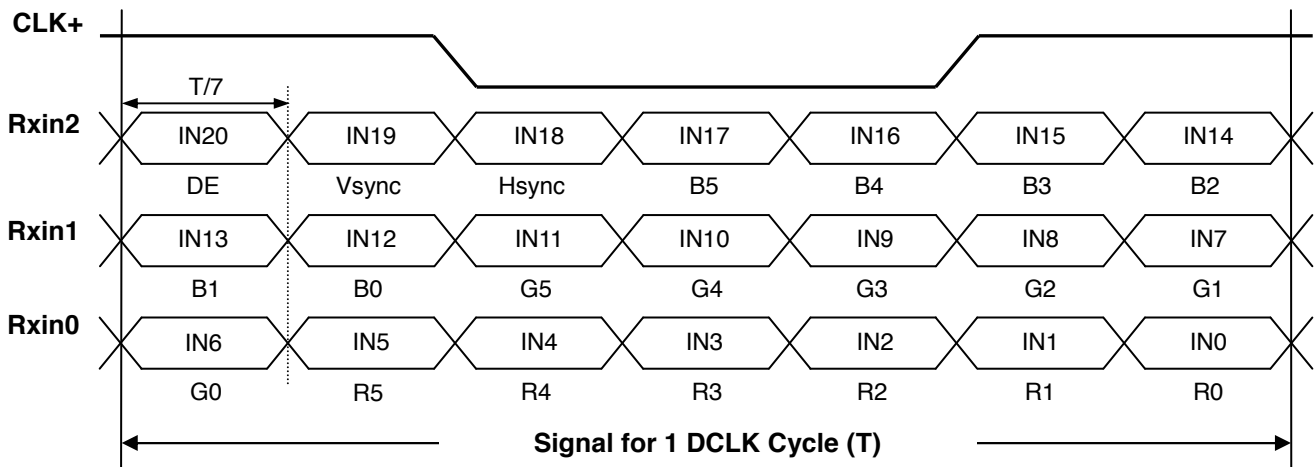 CLK+
T/7
Rxin2 IN20 IN19 IN18 IN17 IN16 IN15 IN14
DE Vsync Hsync B5 B4 B3 B2
Rxin1 IN13 IN12 IN11 IN10 IN9 IN8 IN7
B1 B0 G5 G4 G3 G2 G1
Rxin0 IN6 IN5 IN4 IN3 IN2 IN1 IN0
G0 R5 R4 R3 R2 R1 R0
Signal for 1 DCLK Cycle (T)